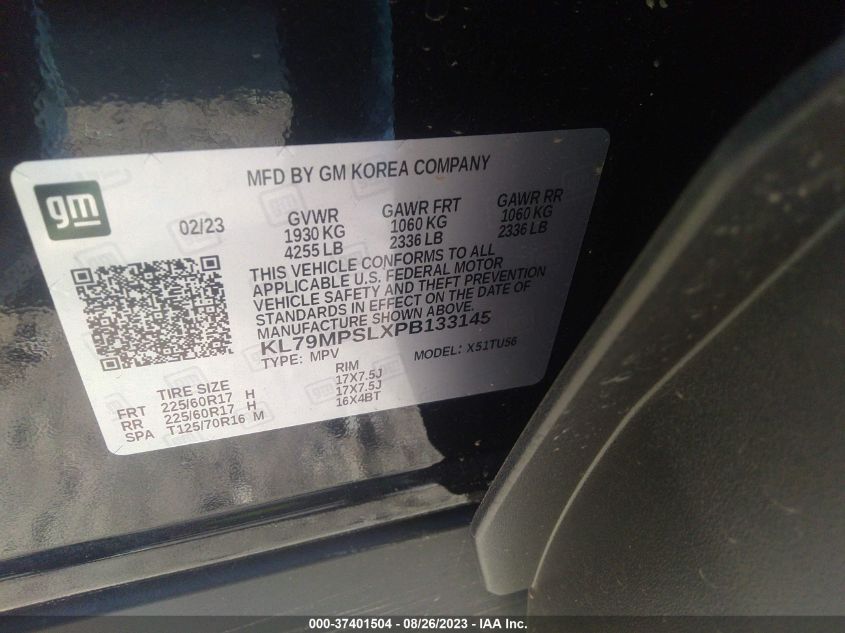 MFD BY GM KOREA COMPANY
gm
02/23
GVWR
1930 KG
4255 LB
GAWR FRT
1060 KG
2336 LB
GAWR RR
1060 KG
2336 LB
THIS VEHICLE CONFORMS TO ALL
APPLICABLE U.S. FEDERAL MOTOR
VEHICLE SAFETY AND THEFT PREVENTION
STANDARDS IN EFFECT ON THE DATE OF
MANUFACTURE SHOWN ABOVE.
KL79MPSLXPB133145
TYPE: MPV MODEL: X51TU56
TIRE SIZE RIM
FRT 225/60R17 H 17X7.5J
RR 225/60R17 H 17X7.5J
SPA T125/70R16 M 16X4BT
000-37401504 - 08/26/2023 - IAA Inc.